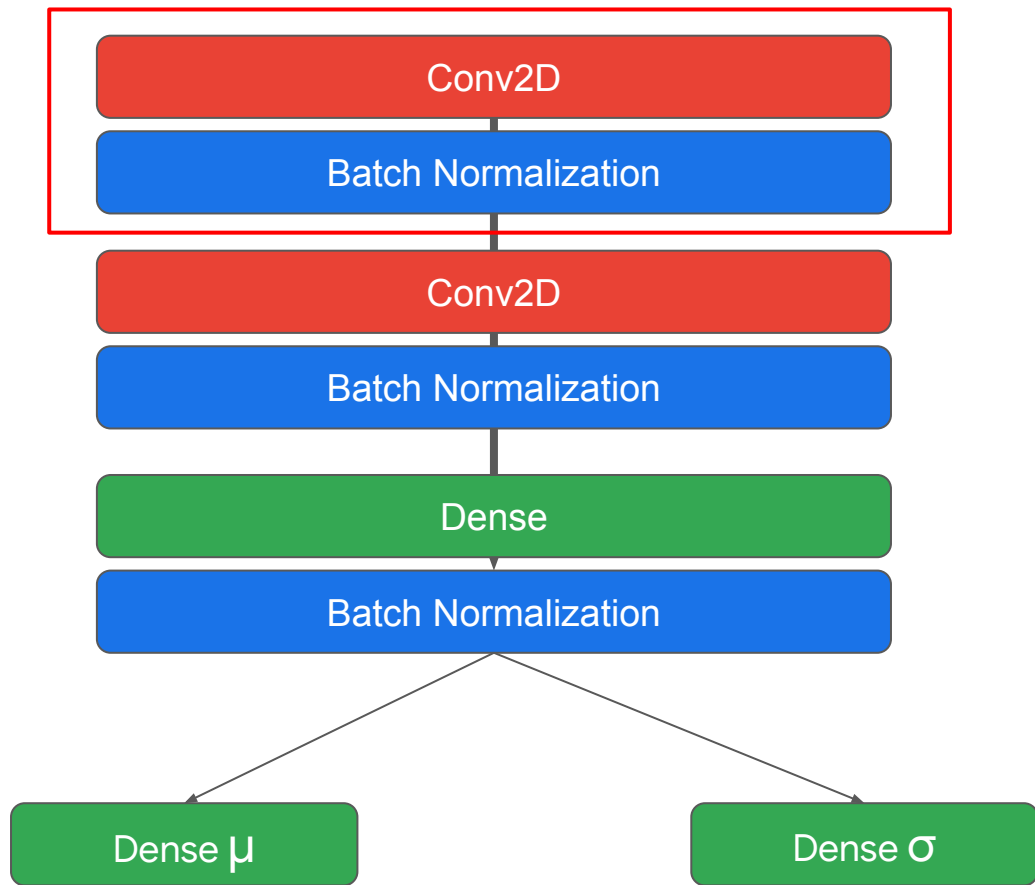 Conv2D
Batch Normalization
Conv2D
Batch Normalization
Dense
Batch Normalization
Dense μ
Dense σ